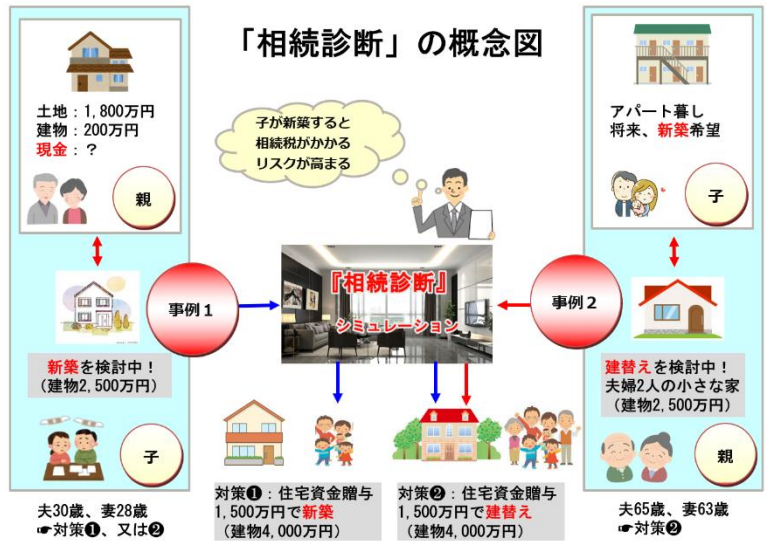 「相続診断」の概念図
土地：1,800万円
建物：200万円
現金：？
親
事例１
新築を検討中！
（建物2,500万円）
子
夫30歳、妻28歳
☛対策❶、又は❷
子が新築すると
相続税がかかる
リスクが高まる
『相続診断』
シミュレーション
対策❶：住宅資金贈与
1,500万円で新築
（建物4,000万円）
対策❷：住宅資金贈与
1,500万円で建替え
（建物4,000万円）
アパート暮し
将来、新築希望
子
事例２
建替えを検討中！
夫婦2人の小さな家
（建物2,500万円）
親
夫65歳、妻63歳
☛対策❷